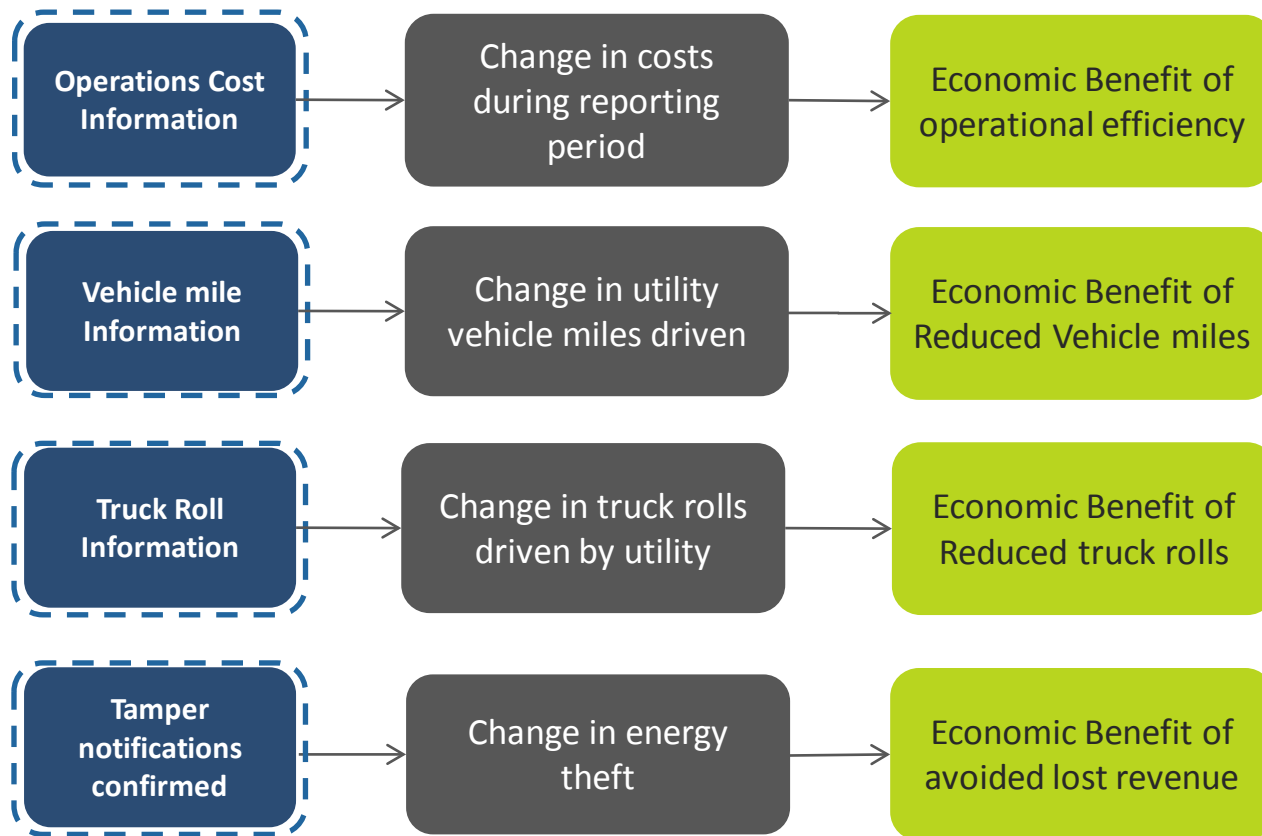 Operations Cost
Information
Change in costs
during reporting
period
Economic Benefit of
operational efficiency
Vehicle mile
Information
Change in utility
vehicle miles driven
Economic Benefit of
Reduced Vehicle miles
Truck Roll
Information
Change in truck rolls
driven by utility
Economic Benefit of
Reduced truck rolls
Tamper
notifications
confirmed
Change in energy
theft
Economic Benefit of
avoided lost revenue